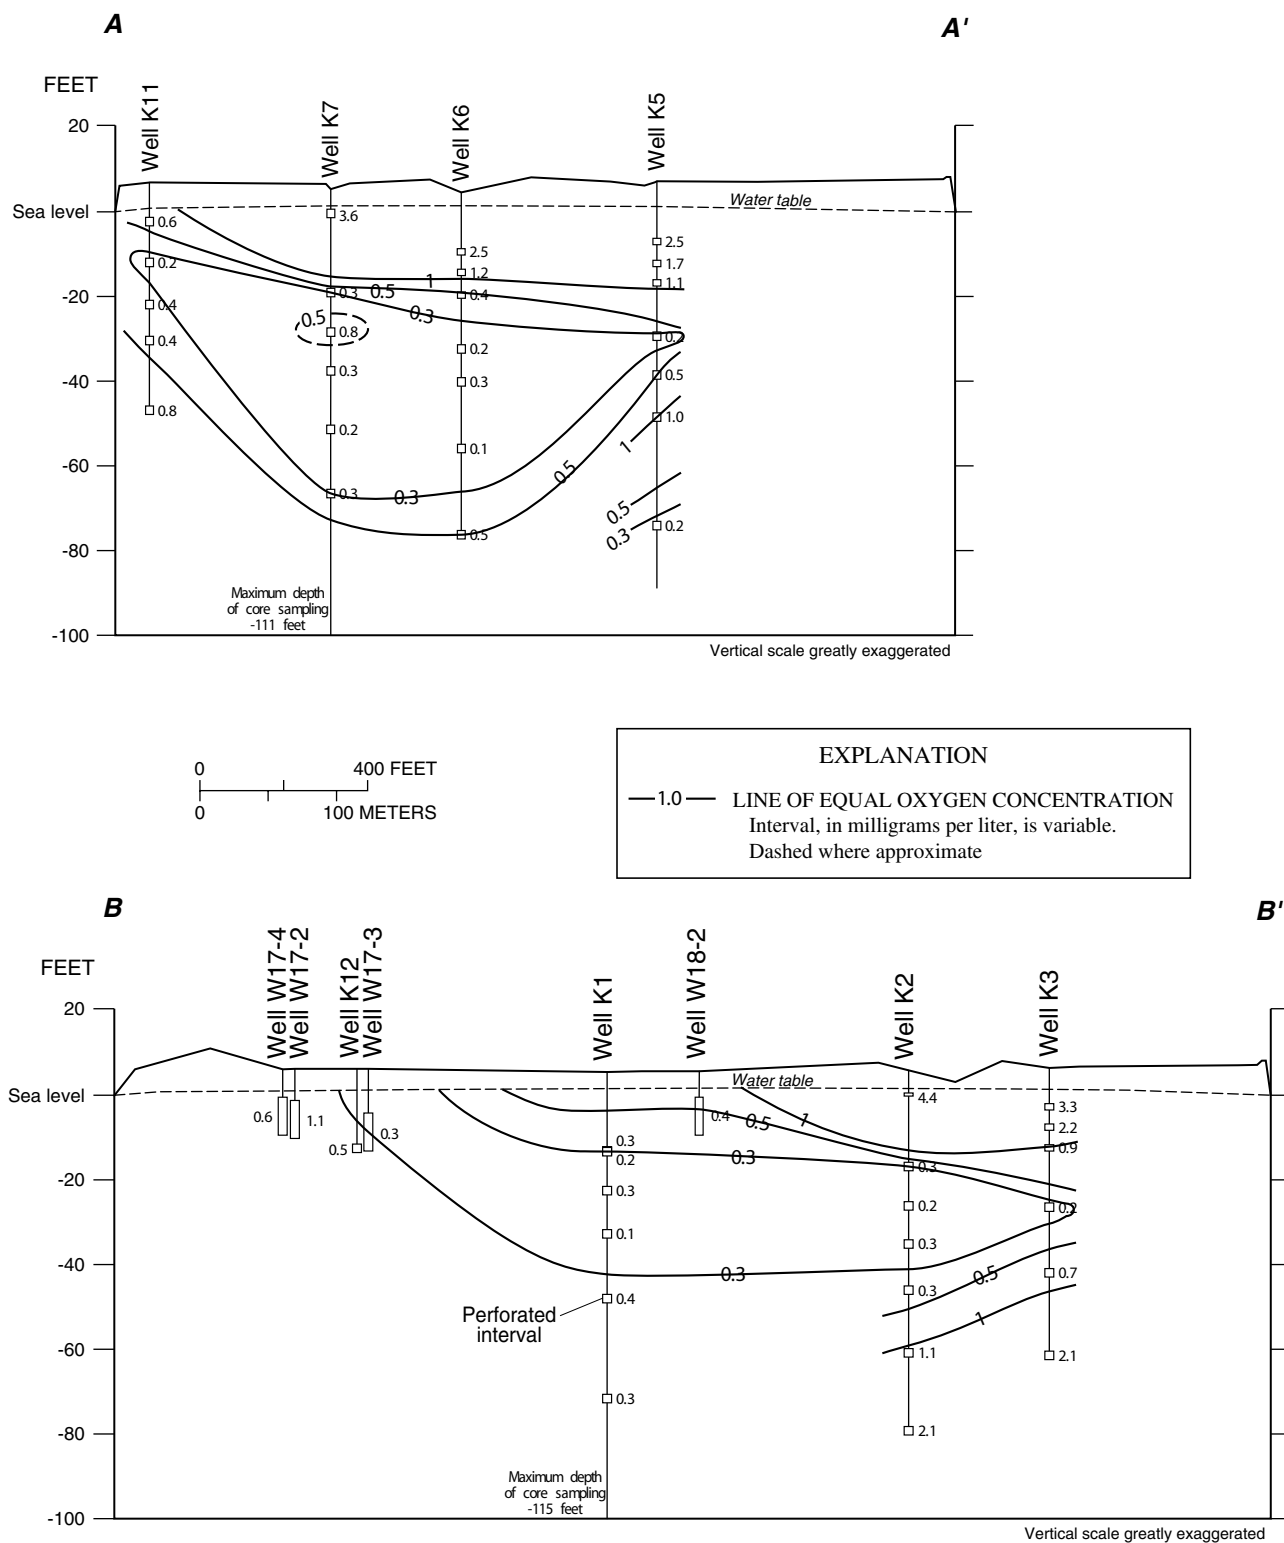 A
A'
FEET
Well K11
Well K7
Well K6
Well K5
20
Sea level
-20
-40
-60
-80
-100
Water table
0.6
0.2
0.4
0.4
0.8
3.6
0.3
0.8
0.3
0.2
0.3
2.5
1.2
0.4
0.2
0.3
0.1
0.5
2.5
1.7
1.1
0.2
0.5
1.0
0.2
1
0.5
0.3
0.5
0.3
0.5
1
0.5
0.3
Maximum depth
of core sampling
-111 feet
Vertical scale greatly exaggerated
0 400 FEET
0 100 METERS
EXPLANATION
1.0 LINE OF EQUAL OXYGEN CONCENTRATION
Interval, in milligrams per liter, is variable.
Dashed where approximate
B
B'
FEET
Well W17-4
Well W17-2
Well K12
Well W17-3
Well K1
Well W18-2
Well K2
Well K3
20
Sea level
-20
-40
-60
-80
-100
Water table
0.6
1.1
0.5
0.3
0.3
0.2
0.3
0.1
0.4
0.3
0.4
4.4
0.3
0.2
0.3
0.3
1.1
2.1
3.3
2.2
0.9
0.2
0.7
2.1
0.5
1
0.3
0.3
0.5
1
Perforated
interval
Maximum depth
of core sampling
-115 feet
Vertical scale greatly exaggerated